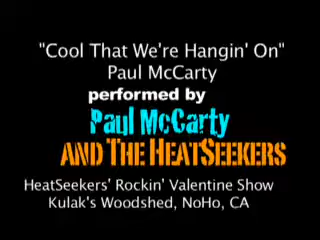 "Cool That We're Hangin' On"
Paul McCarty
performed by
Paul McCarty
AND THE HEATSEEKERS
HeatSeekers' Rockin' Valentine Show
Kulak's Woodshed, NoHo, CA